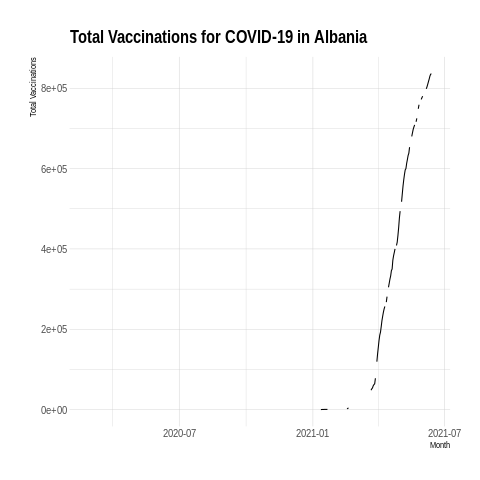 Total Vaccinations for COVID-19 in Albania
Total Vaccinations
8e+05
6e+05
4e+05
2e+05
0e+00
2020-07
2021-01
2021-07
Month